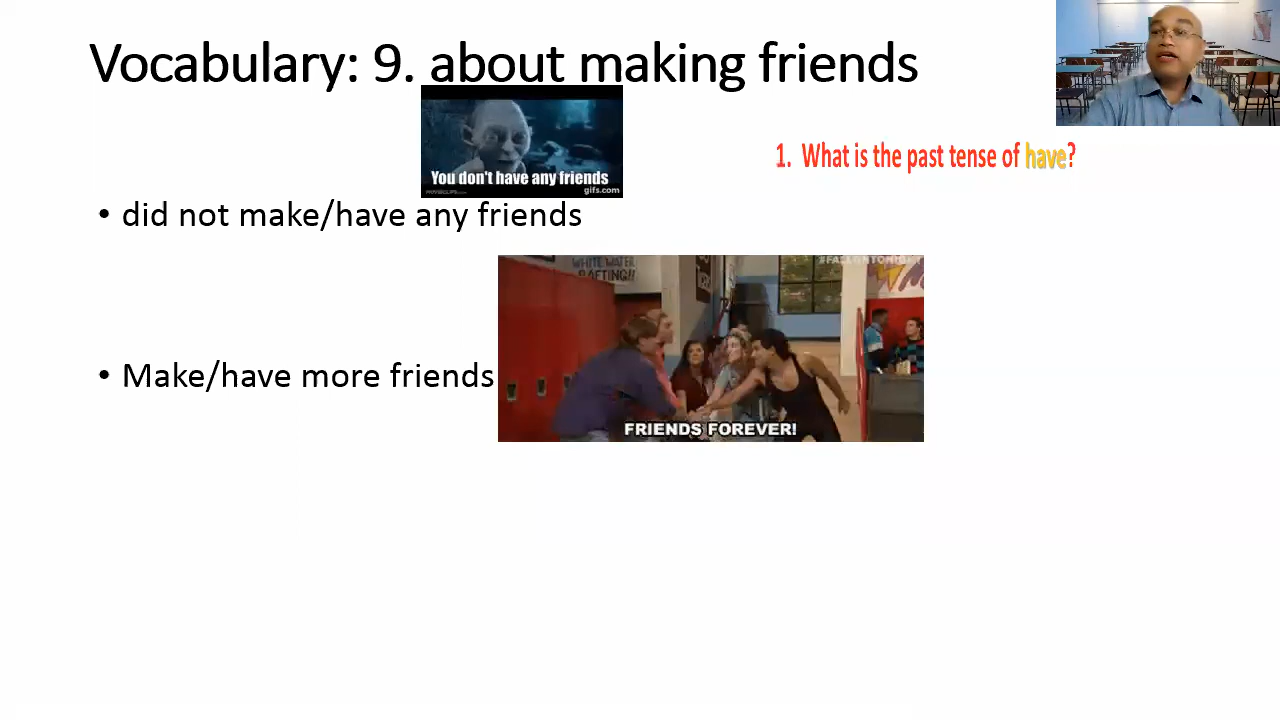 Vocabulary: 9. about making friends
You don't have any friends
gifs.com
1. What is the past tense of have?
• did not make/have any friends
WHITE WATER
RAFTING!!
#FALLONTONIGHT
• Make/have more friends
FRIENDS FOREVER!